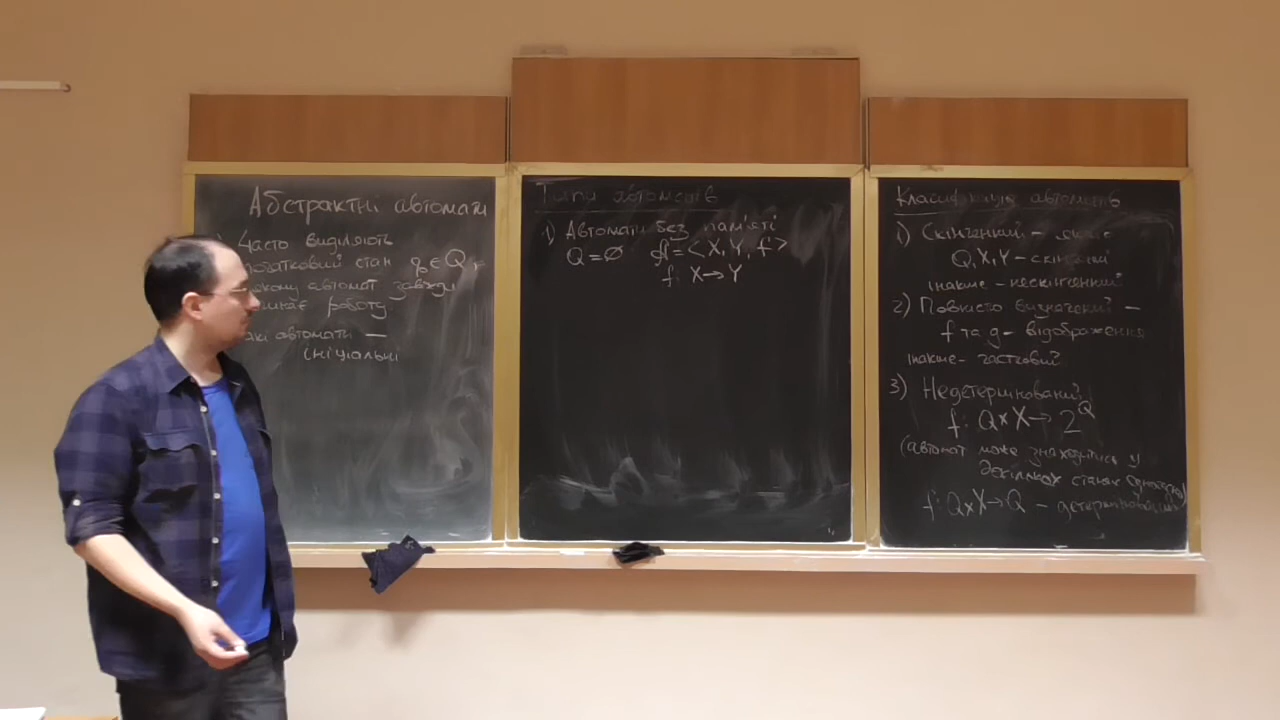 Абстрактні автомати
Часто виділяють
початковий стан q₀ ∈ Q,
якому автомат завжди
починає роботу.
Такі автомати —
ініціальні
Типи автоматів
1) Автомати без пам'яті
Q=∅ 𝒜=<X, Y, f>
f: X→Y
Класифікація автоматів
1) Скінченний – якщо
Q, X, Y – скінченні
інакше – нескінченний
2) Повністю визначений –
f та g – відображення
інакше – частковий
3) Недетермінований
f: Q×X→2^Q
(автомат може знаходитись у
декількох станах одночасно)
f: Q×X→Q – детермінований